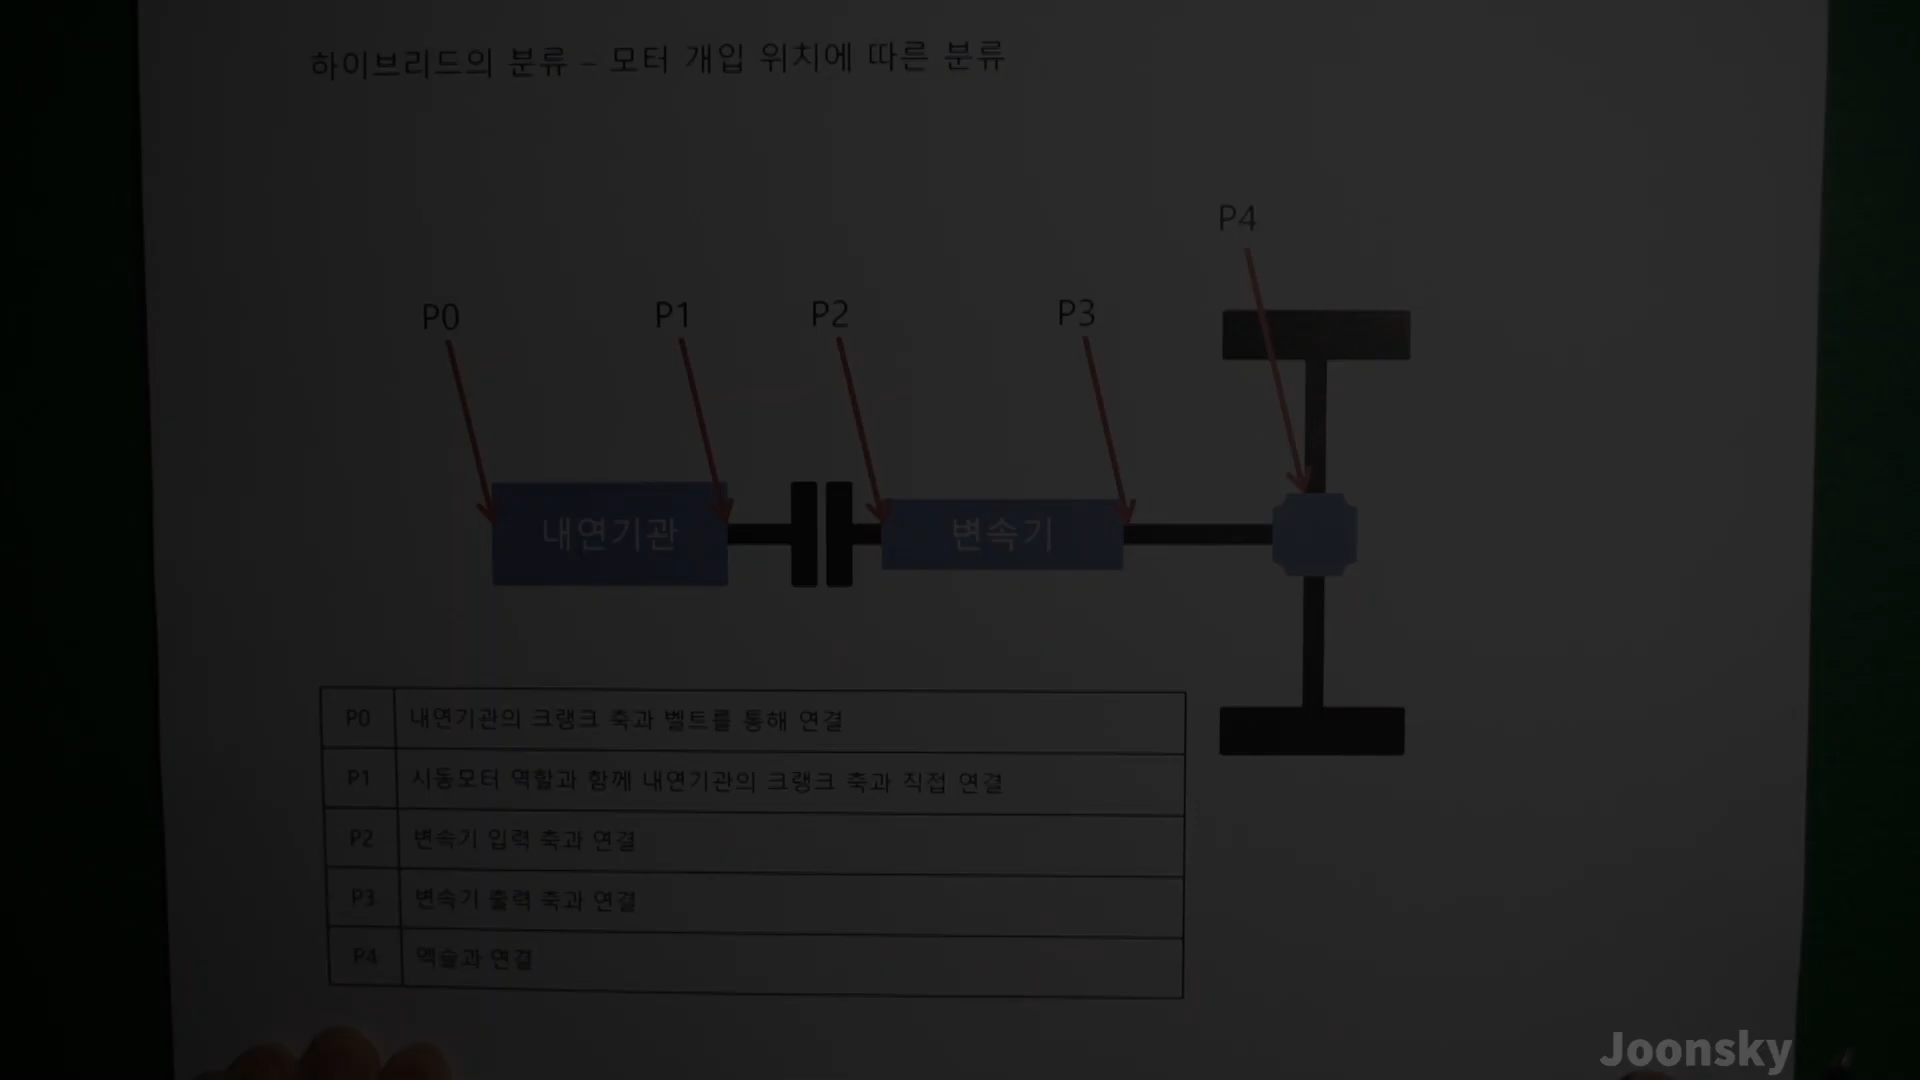 하이브리드의 분류 – 모터 개입 위치에 따른 분류
P4
P0 P1 P2 P3
내연기관 변속기
P0 내연기관의 크랭크 축과 벨트를 통해 연결
P1 시동모터 역할과 함께 내연기관의 크랭크 축과 직접 연결
P2 변속기 입력 축과 연결
P3 변속기 출력 축과 연결
P4 액슬과 연결
Joonsky